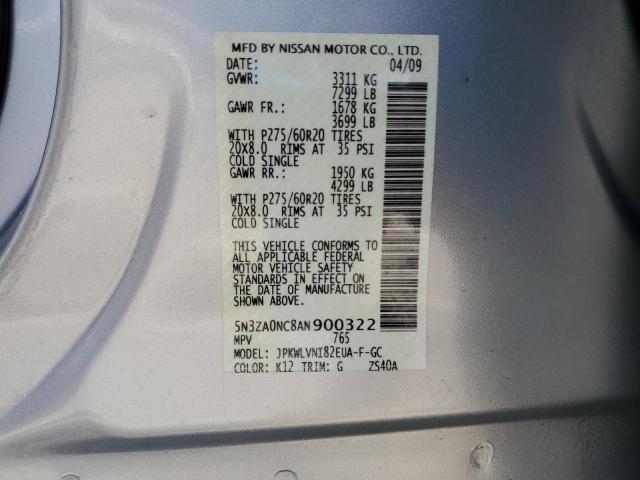 MFD BY NISSAN MOTOR CO., LTD.
DATE: 04/09
GVWR: 3311 KG
7299 LB
GAWR FR.: 1678 KG
3699 LB
WITH P275/60R20 TIRES
20X8.0 RIMS AT 35 PSI
COLD SINGLE
GAWR RR.: 1950 KG
4299 LB
WITH P275/60R20 TIRES
20X8.0 RIMS AT 35 PSI
COLD SINGLE
THIS VEHICLE CONFORMS TO
ALL APPLICABLE FEDERAL
MOTOR VEHICLE SAFETY
STANDARDS IN EFFECT ON
THE DATE OF MANUFACTURE
SHOWN ABOVE.
5N3ZA0NC8AN900322
MPV 765
MODEL: JPKWLVNI82EUA-F-GC
COLOR: K12 TRIM: G ZS40A